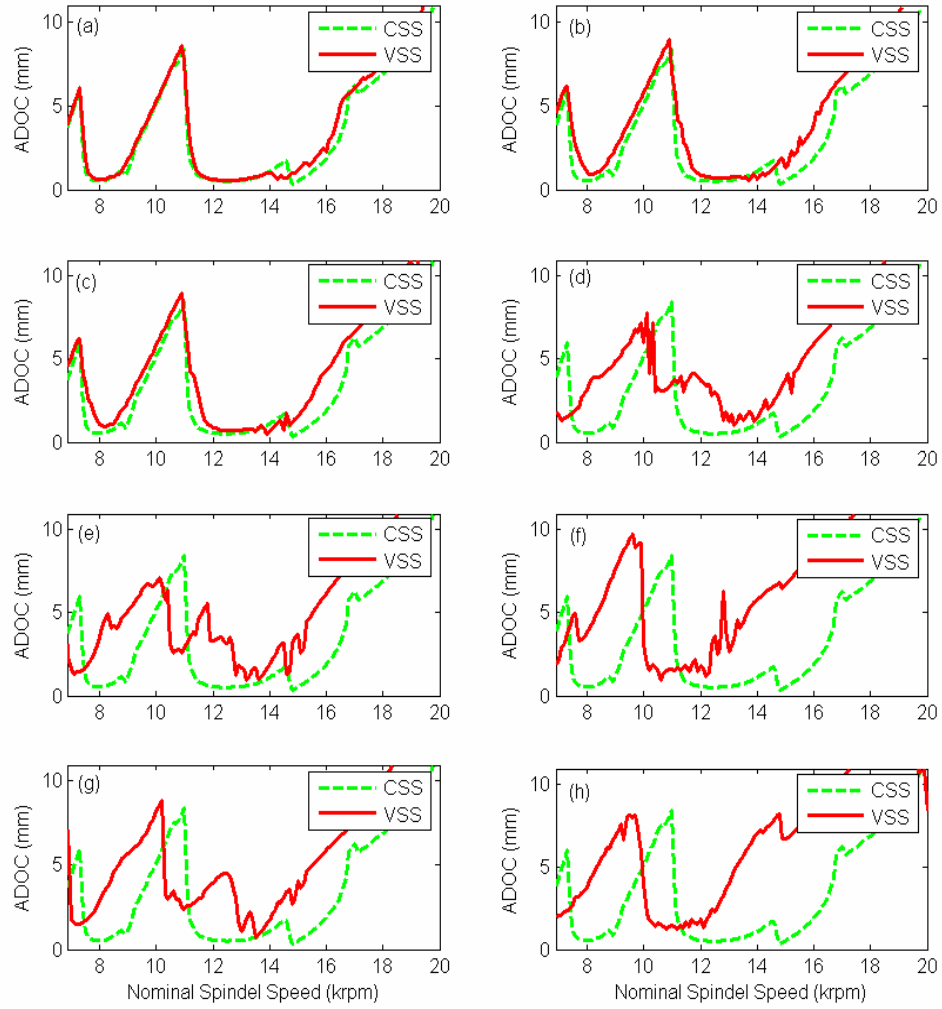 (a)
CSS
VSS
ADOC (mm)
10
5
0
8 10 12 14 16 18 20
(b)
CSS
VSS
ADOC (mm)
10
5
0
8 10 12 14 16 18 20
(c)
CSS
VSS
ADOC (mm)
10
5
0
8 10 12 14 16 18 20
(d)
CSS
VSS
ADOC (mm)
10
5
0
8 10 12 14 16 18 20
(e)
CSS
VSS
ADOC (mm)
10
5
0
8 10 12 14 16 18 20
(f)
CSS
VSS
ADOC (mm)
10
5
0
8 10 12 14 16 18 20
(g)
CSS
VSS
ADOC (mm)
10
5
0
8 10 12 14 16 18 20
Nominal Spindel Speed (krpm)
(h)
CSS
VSS
ADOC (mm)
10
5
0
8 10 12 14 16 18 20
Nominal Spindel Speed (krpm)